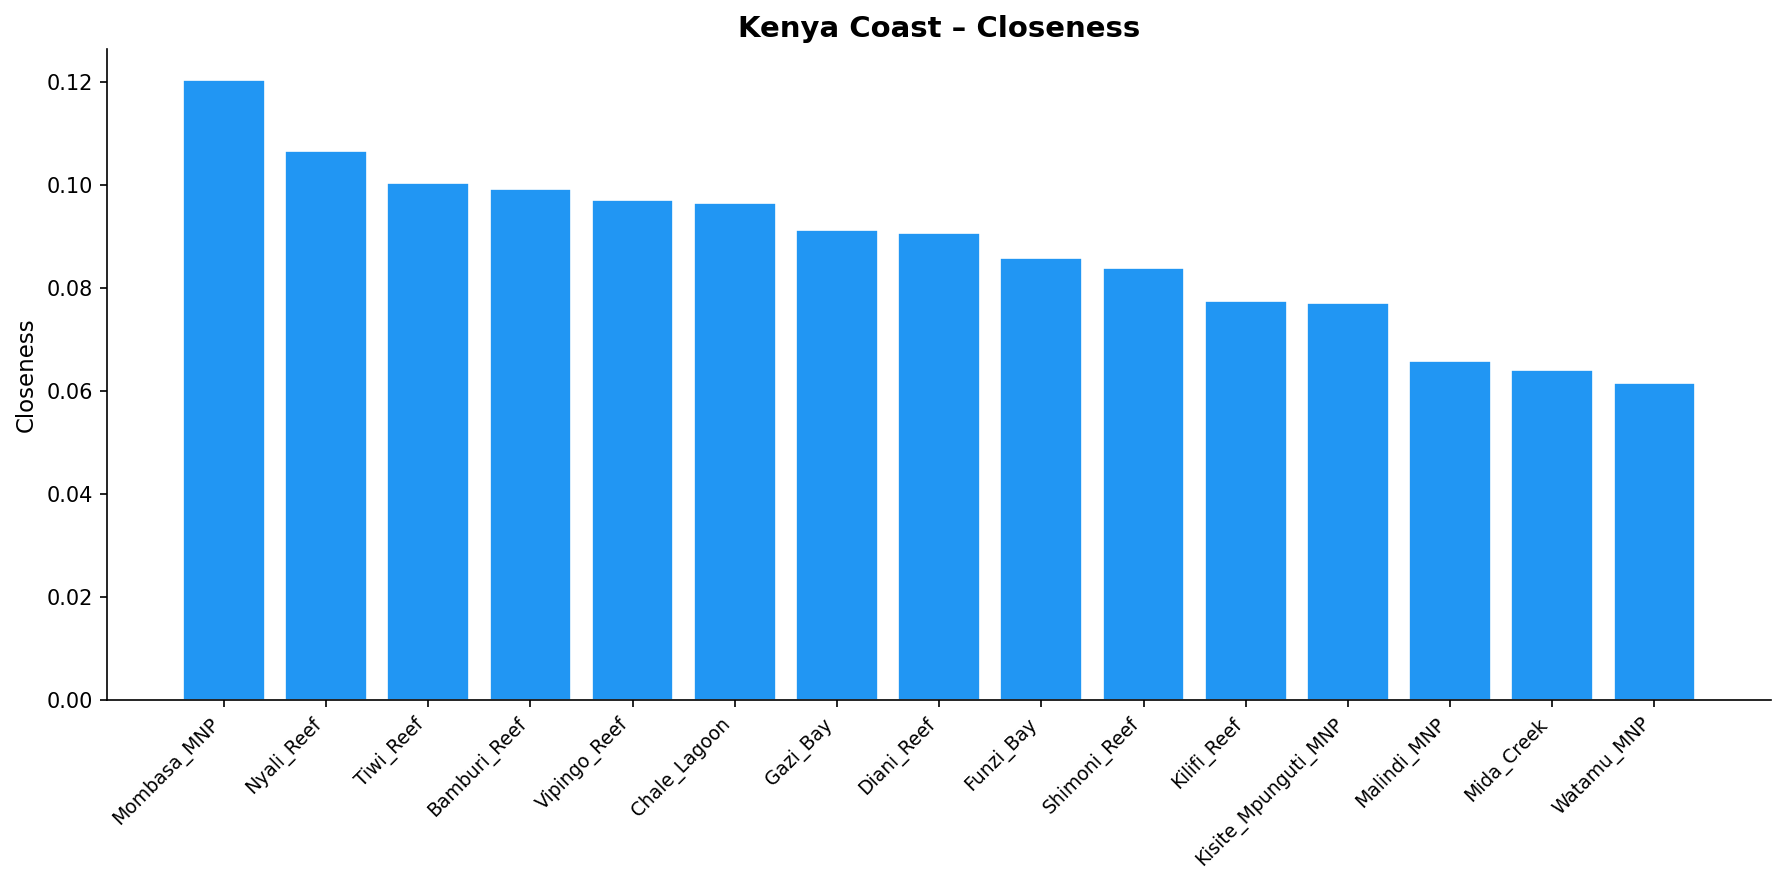 Kenya Coast – Closeness
Closeness
0.12
0.10
0.08
0.06
0.04
0.02
0.00
Mombasa_MNP
Nyali_Reef
Tiwi_Reef
Bamburi_Reef
Vipingo_Reef
Chale_Lagoon
Gazi_Bay
Diani_Reef
Funzi_Bay
Shimoni_Reef
Kilifi_Reef
Kisite_Mpunguti_MNP
Malindi_MNP
Mida_Creek
Watamu_MNP